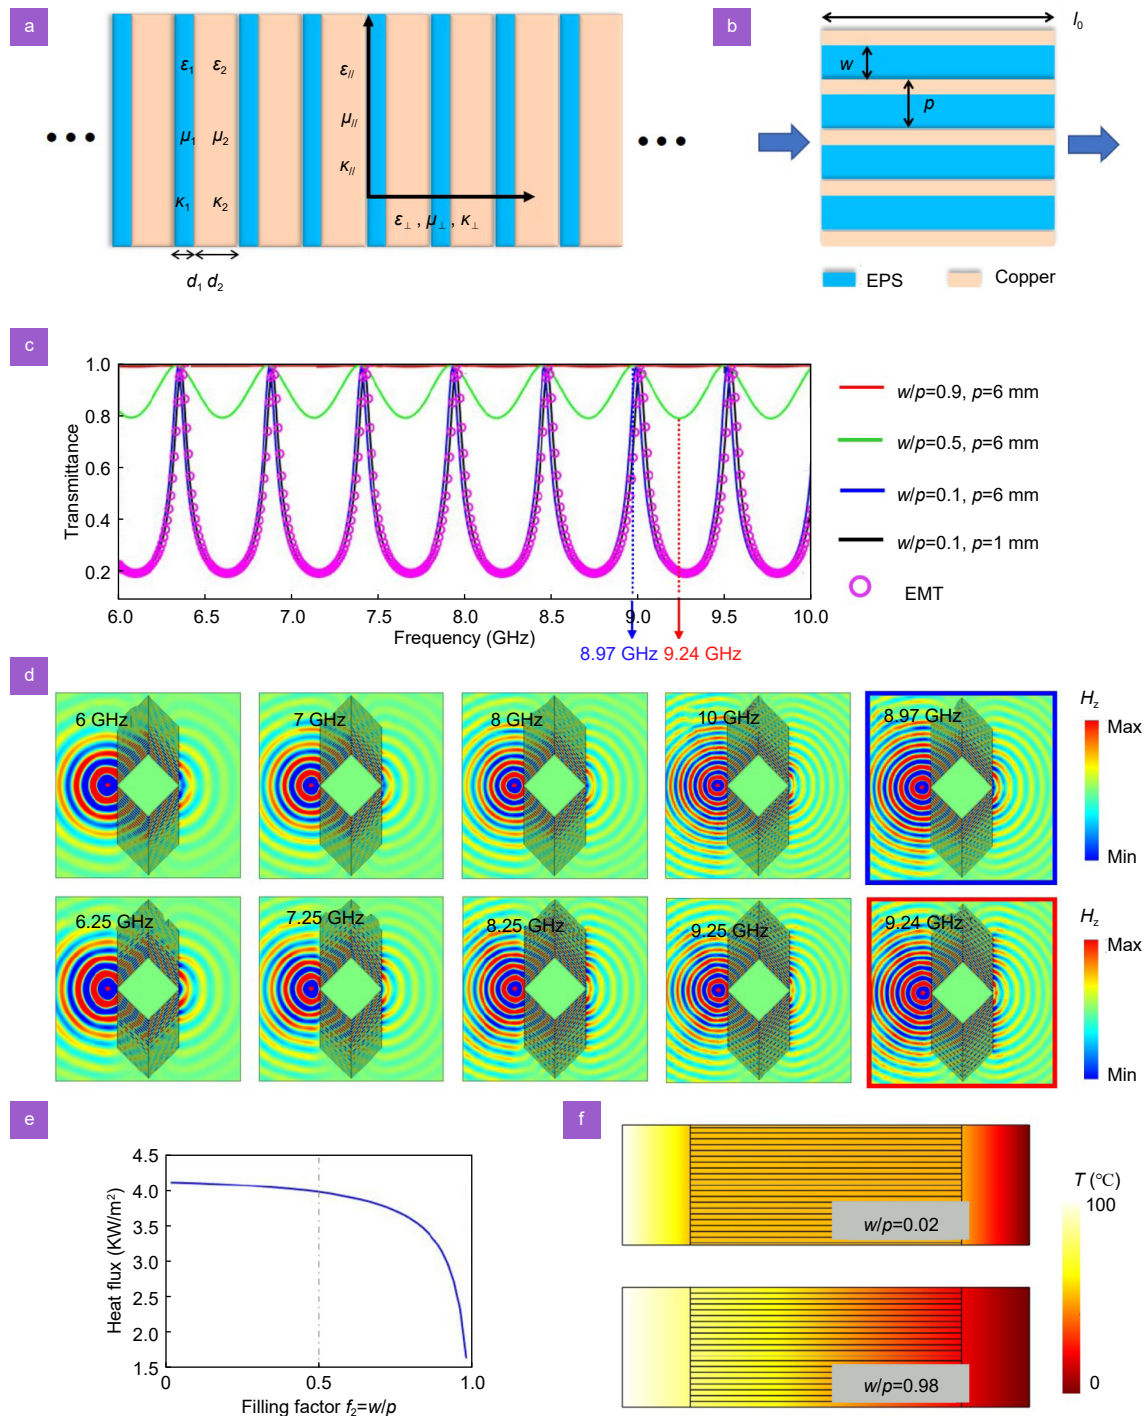 a
ε1 ε2 ε//
μ1 μ2 μ//
κ1 κ2 κ//
ε⊥ , μ⊥ , κ⊥
d1 d2
b
l0
w
p
EPS Copper
c
Transmittance
1.0
0.8
0.6
0.4
0.2
6.0 7.0 7.5 8.0 8.5 9.0 9.5 10.0
Frequency (GHz)
8.97 GHz 9.24 GHz
w/p=0.9, p=6 mm
w/p=0.5, p=6 mm
w/p=0.1, p=6 mm
w/p=0.1, p=1 mm
EMT
d
6 GHz 7 GHz 8 GHz 10 GHz 8.97 GHz
Hz
Max
Min
6.25 GHz 7.25 GHz 8.25 GHz 9.25 GHz 9.24 GHz
Hz
Max
Min
e
Heat flux (KW/m²)
4.5
4.0
3.5
3.0
2.5
2.0
1.5
0 0.5 1.0
Filling factor f2=w/p
f
w/p=0.02
w/p=0.98
T (℃)
100
0